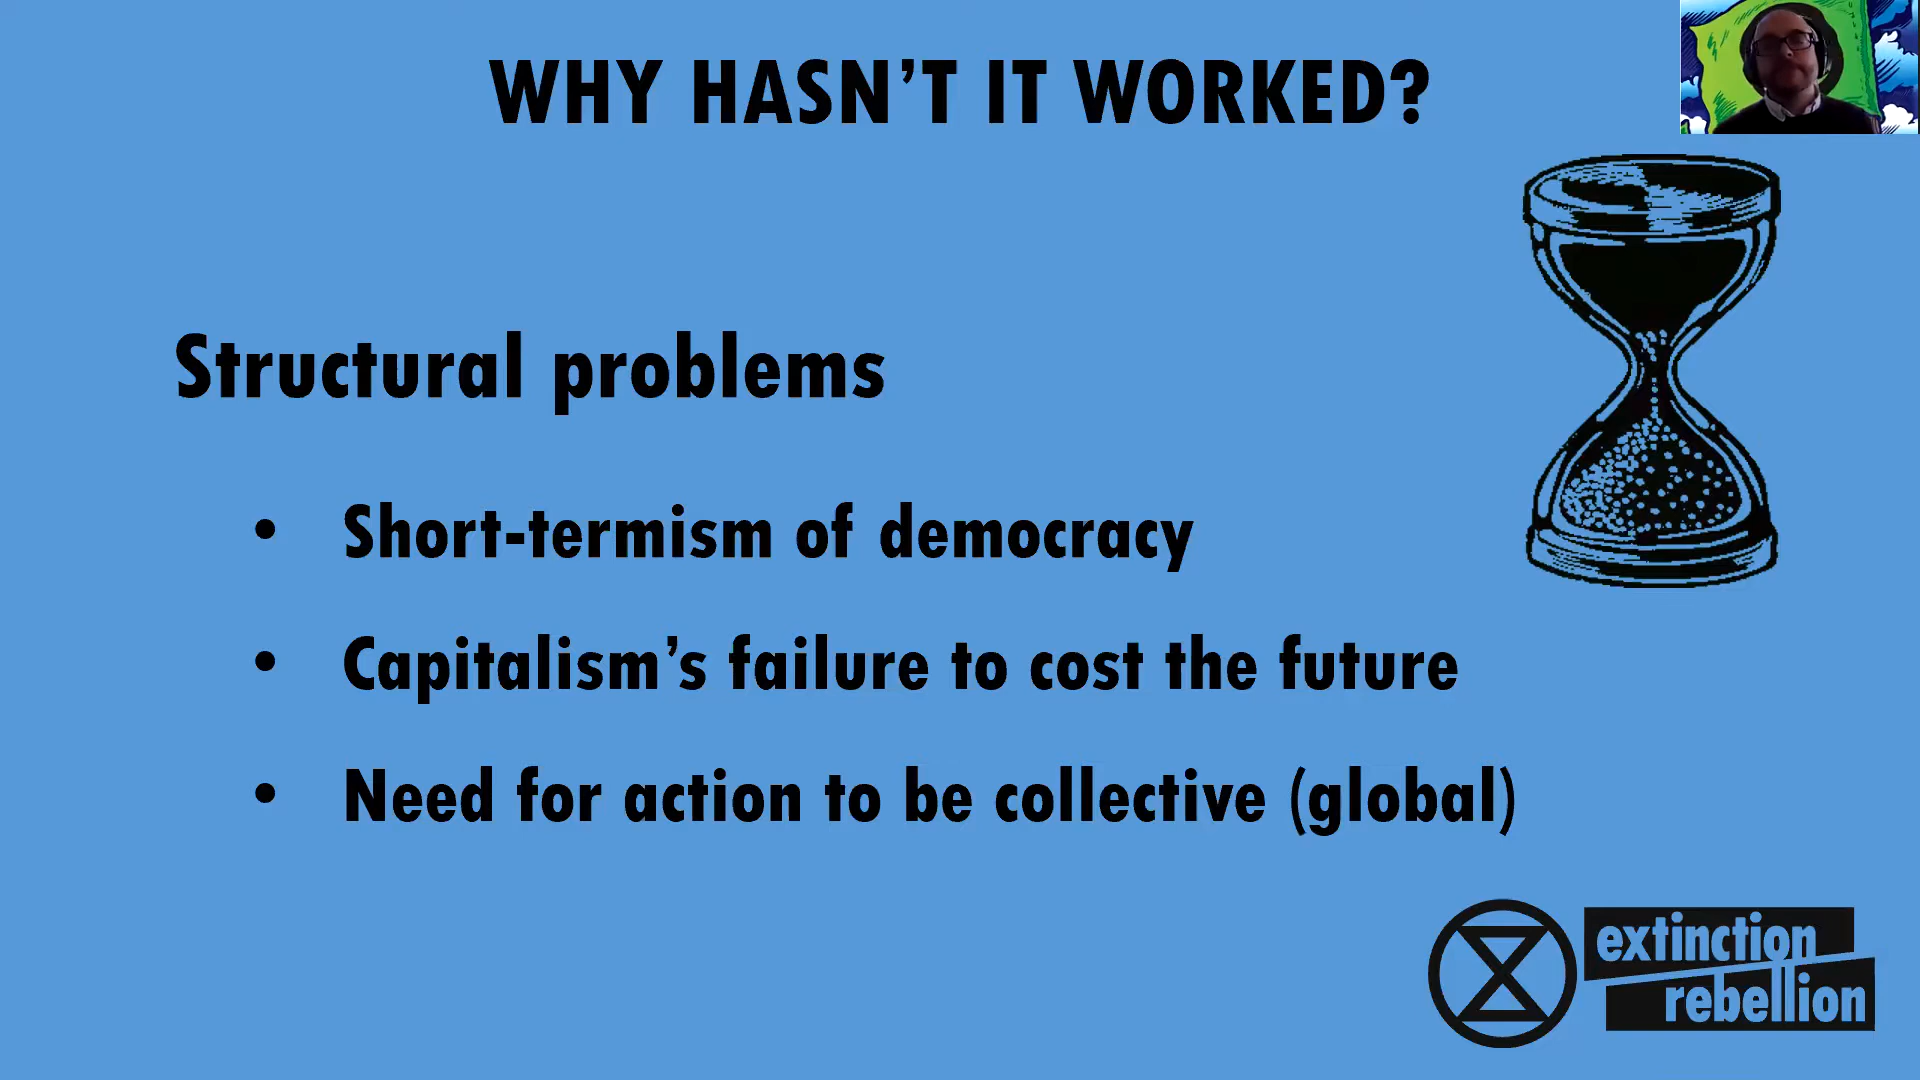 WHY HASN’T IT WORKED?
Structural problems
• Short-termism of democracy
• Capitalism’s failure to cost the future
• Need for action to be collective (global)
extinction
rebellion